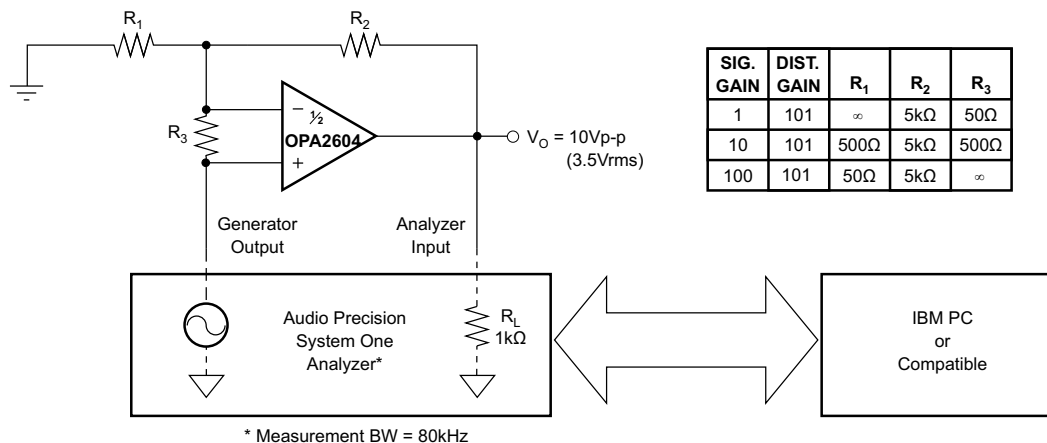 R1
R2
R3
−
+
½
OPA2604
VO = 10Vp-p
(3.5Vrms)
Generator
Output
Analyzer
Input
Audio Precision
System One
Analyzer*
RL
1kΩ
IBM PC
or
Compatible
* Measurement BW = 80kHz
SIG. GAIN DIST. GAIN R1 R2 R3
1 101 ∞ 5kΩ 50Ω
10 101 500Ω 5kΩ 500Ω
100 101 50Ω 5kΩ ∞